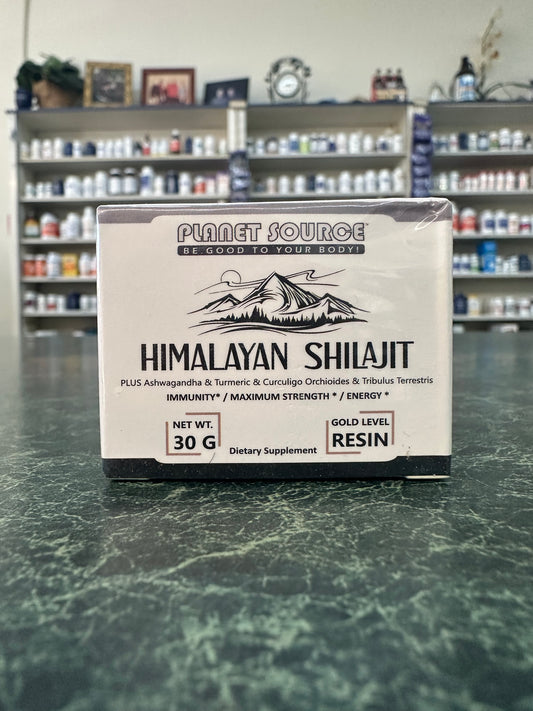 PLANET SOURCE™
BE.GOOD TO YOUR BODY!
HIMALAYAN SHILAJIT
PLUS Ashwagandha & Turmeric & Curculigo Orchioides & Tribulus Terrestris
IMMUNITY* / MAXIMUM STRENGTH * / ENERGY *
NET WT.
30 G
Dietary Supplement
GOLD LEVEL
RESIN